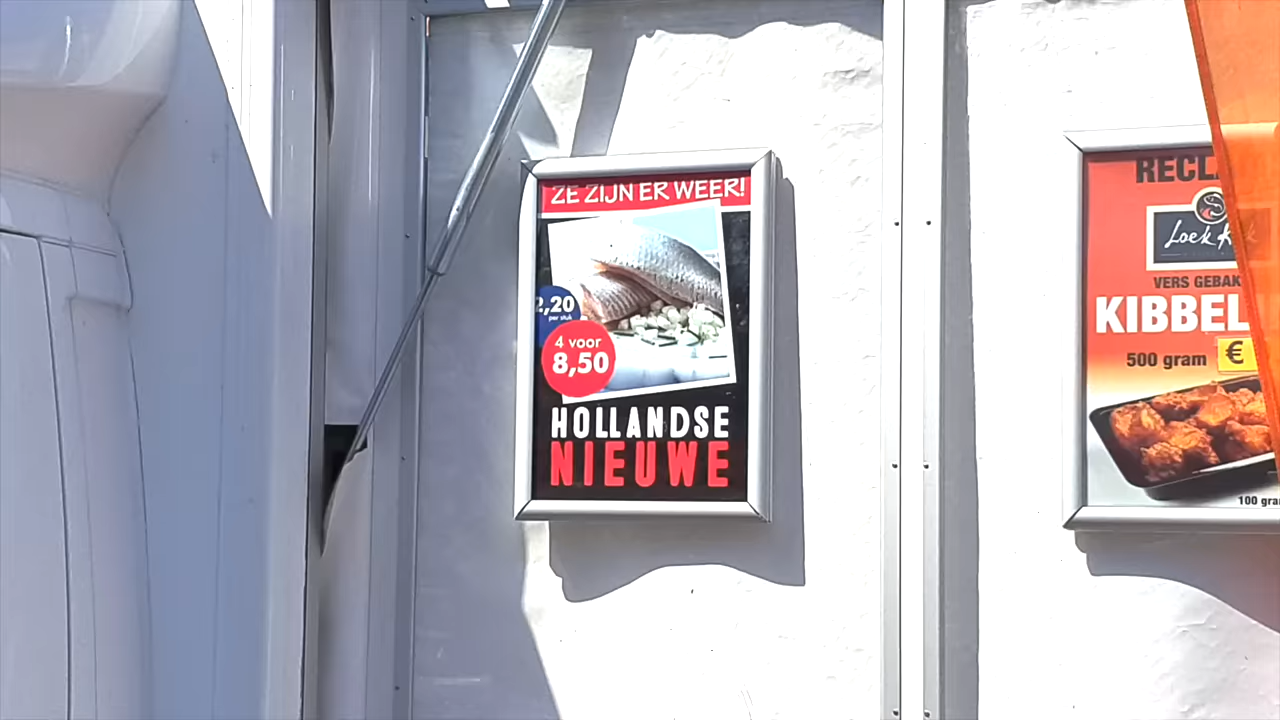 ZE ZIJN ER WEER!
2,20
per stuk
4 voor
8,50
HOLLANDSE
NIEUWE
Loek
VERS GEBAK
KIBBEL
500 gram €
100 gra